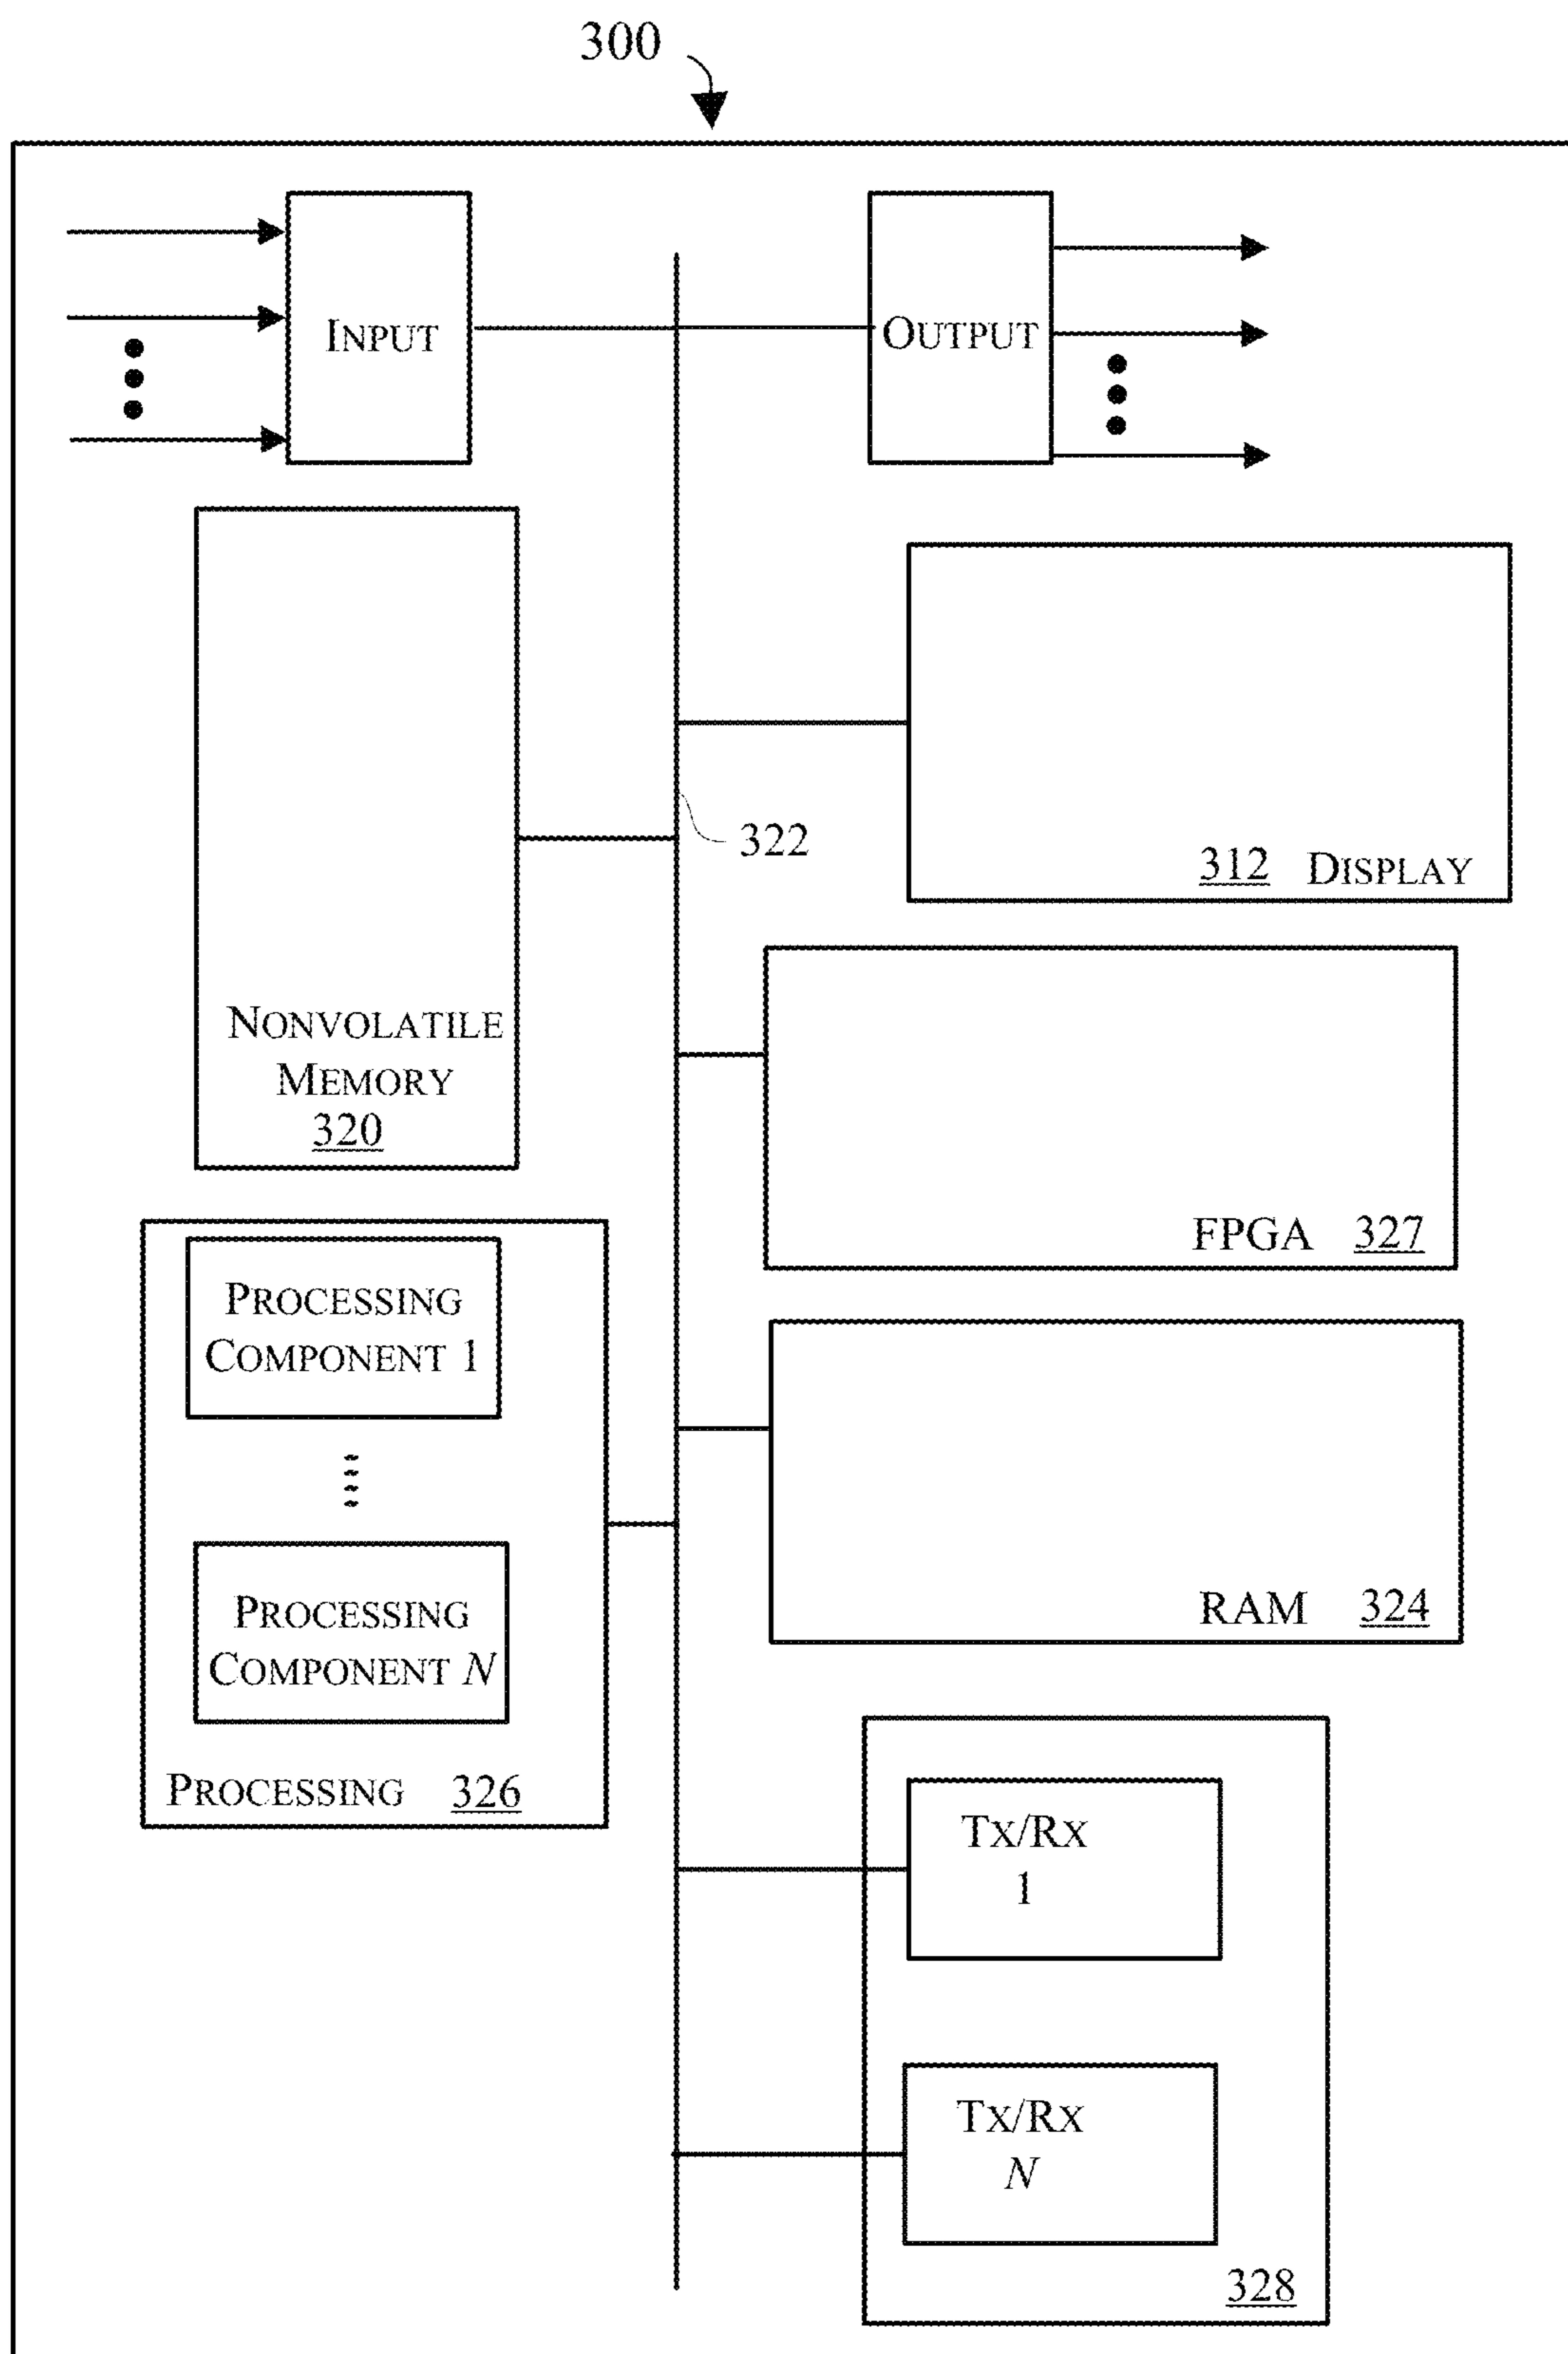 300
INPUT
OUTPUT
322
312 DISPLAY
NONVOLATILE
MEMORY
320
FPGA 327
PROCESSING
COMPONENT 1
PROCESSING
COMPONENT N
PROCESSING 326
RAM 324
TX/RX
1
TX/RX
N
328